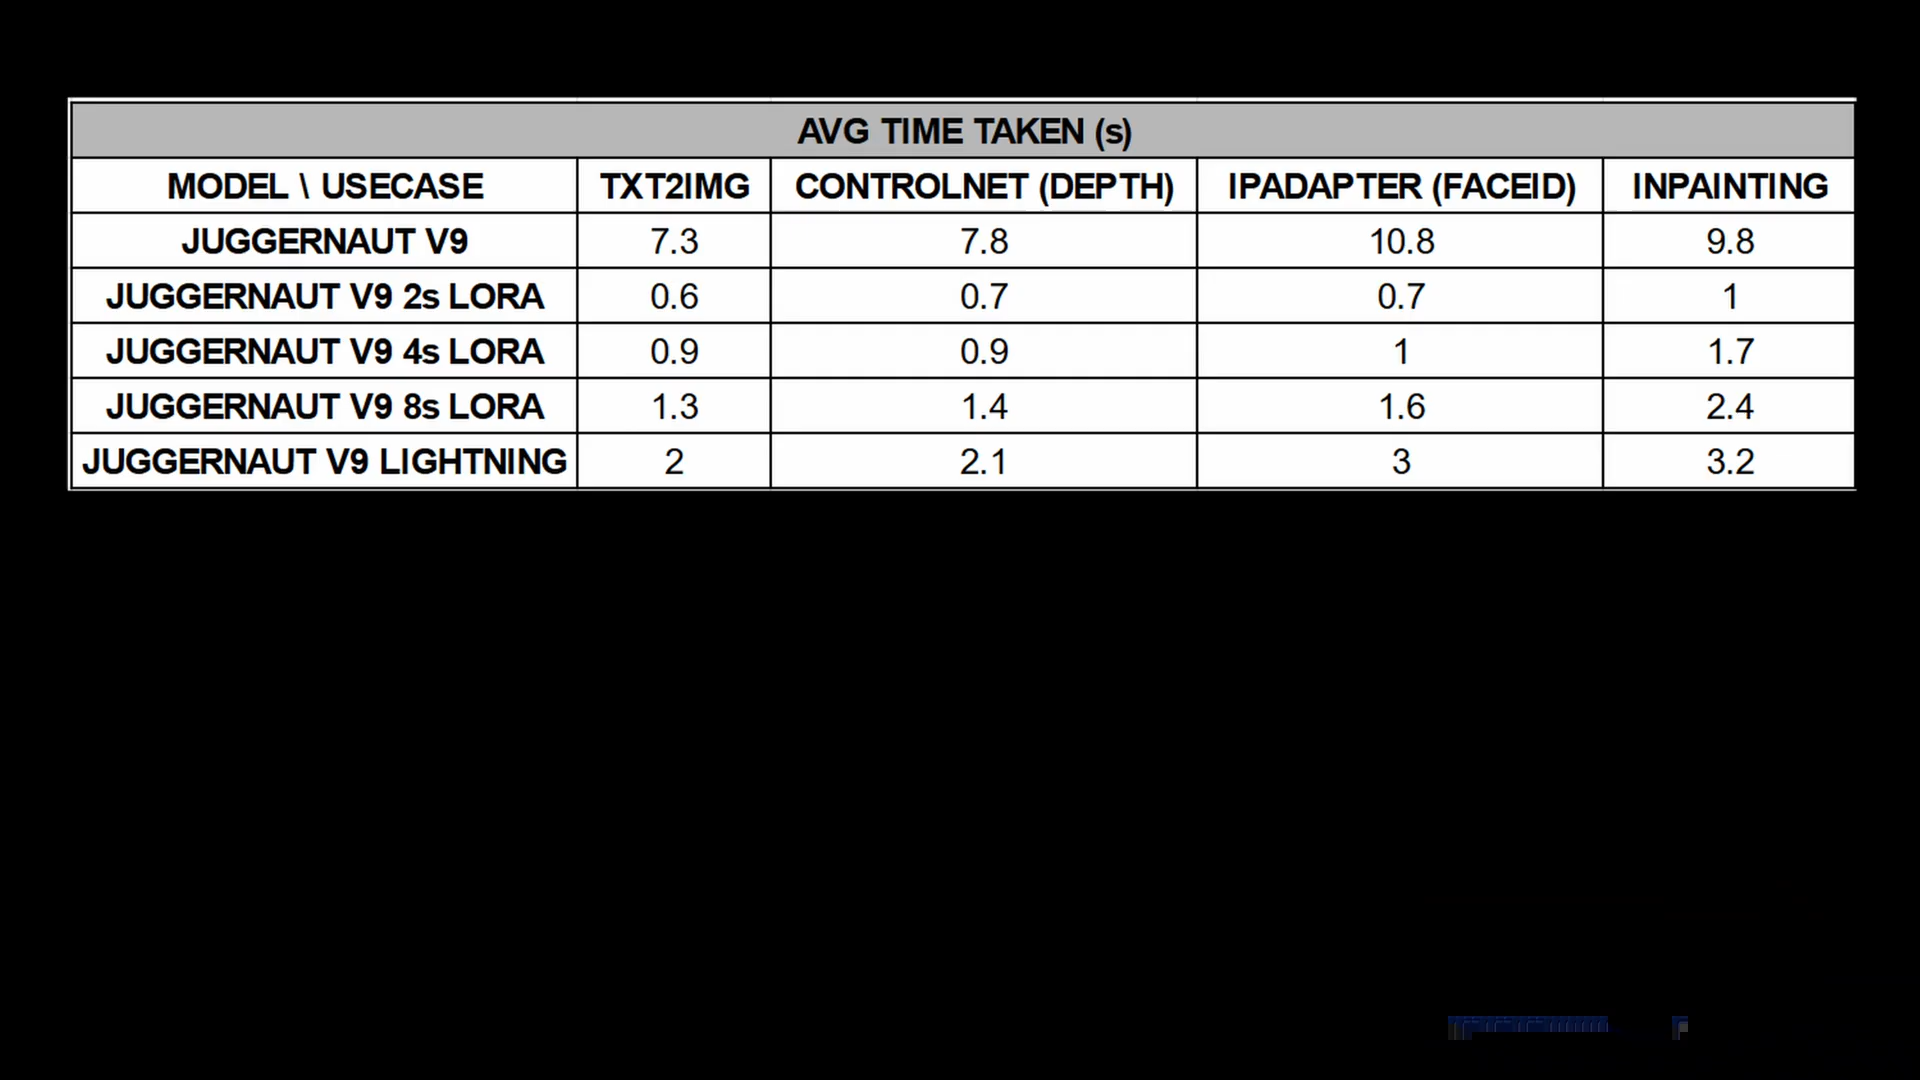 AVG TIME TAKEN (s)
MODEL \ USECASE TXT2IMG CONTROLNET (DEPTH) IPADAPTER (FACEID) INPAINTING
JUGGERNAUT V9 7.3 7.8 10.8 9.8
JUGGERNAUT V9 2s LORA 0.6 0.7 0.7 1
JUGGERNAUT V9 4s LORA 0.9 0.9 1 1.7
JUGGERNAUT V9 8s LORA 1.3 1.4 1.6 2.4
JUGGERNAUT V9 LIGHTNING 2 2.1 3 3.2